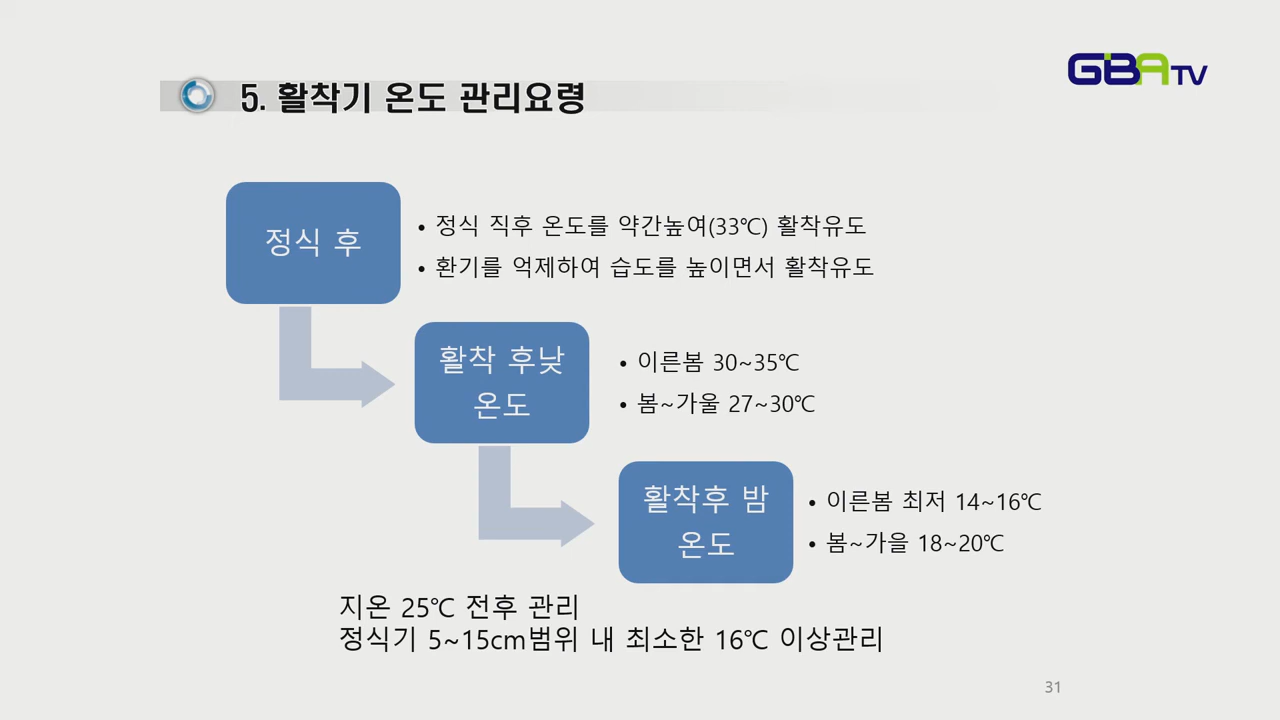 GBA TV
5. 활착기 온도 관리요령
정식 후
• 정식 직후 온도를 약간높여(33℃) 활착유도
• 환기를 억제하여 습도를 높이면서 활착유도
활착 후낮
온도
• 이른봄 30~35℃
• 봄~가울 27~30℃
활착후 밤
온도
• 이른봄 최저 14~16℃
• 봄~가을 18~20℃
지온 25℃ 전후 관리
정식기 5~15cm범위 내 최소한 16℃ 이상관리
31